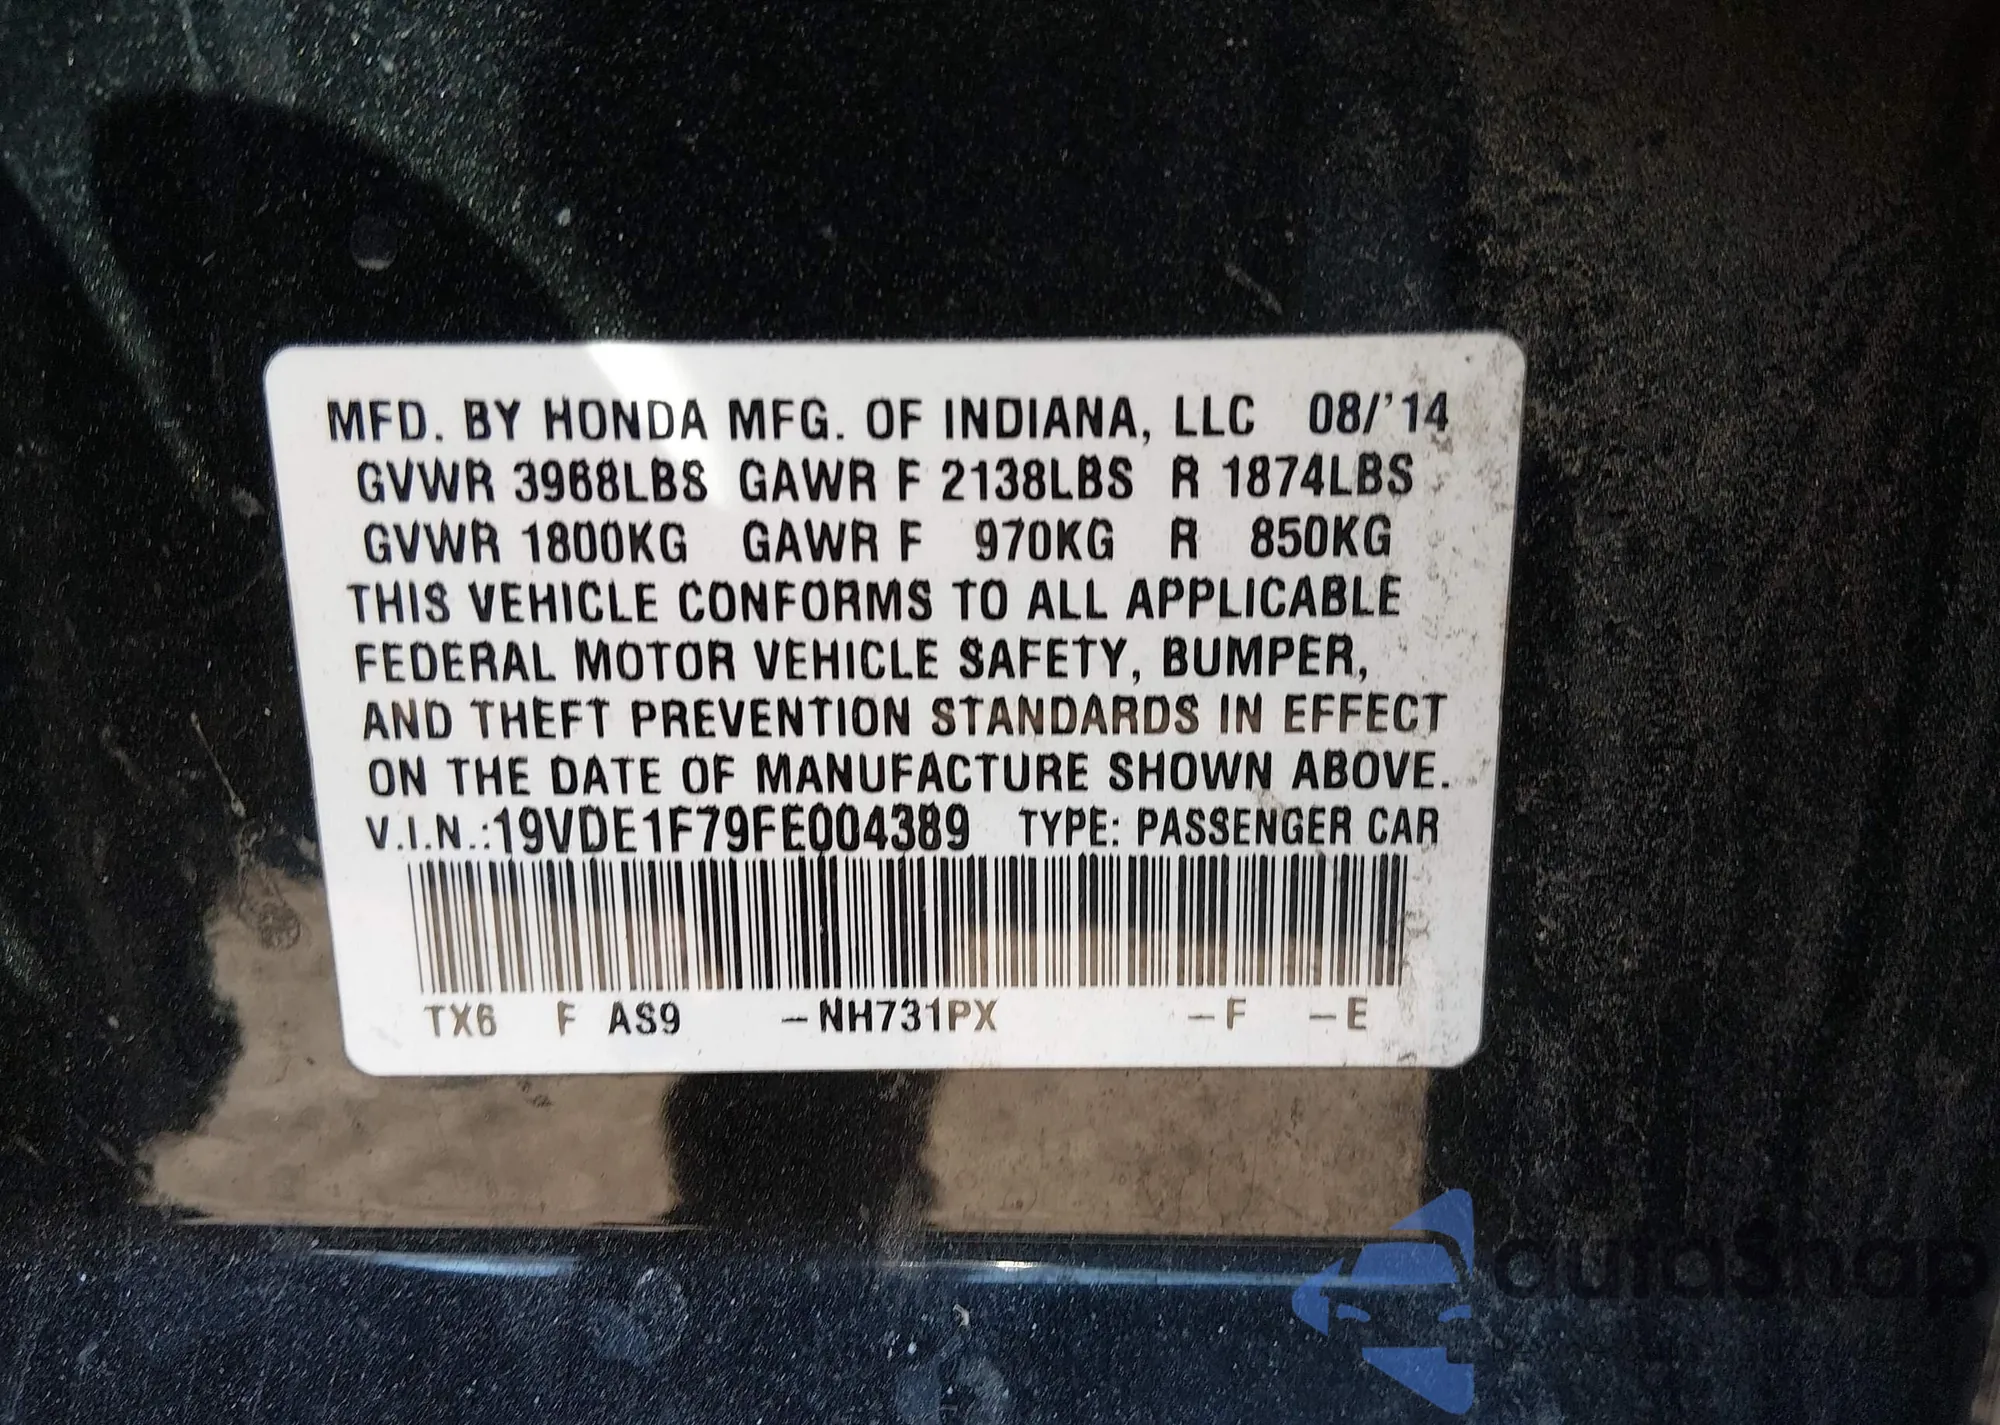 MFD. BY HONDA MFG. OF INDIANA, LLC 08/'14
GVWR 3968LBS GAWR F 2138LBS R 1874LBS
GVWR 1800KG GAWR F 970KG R 850KG
THIS VEHICLE CONFORMS TO ALL APPLICABLE
FEDERAL MOTOR VEHICLE SAFETY, BUMPER,
AND THEFT PREVENTION STANDARDS IN EFFECT
ON THE DATE OF MANUFACTURE SHOWN ABOVE.
V.I.N.:19VDE1F79FE004389 TYPE: PASSENGER CAR
TX6 F AS9 -NH731PX -F -E
autosnap